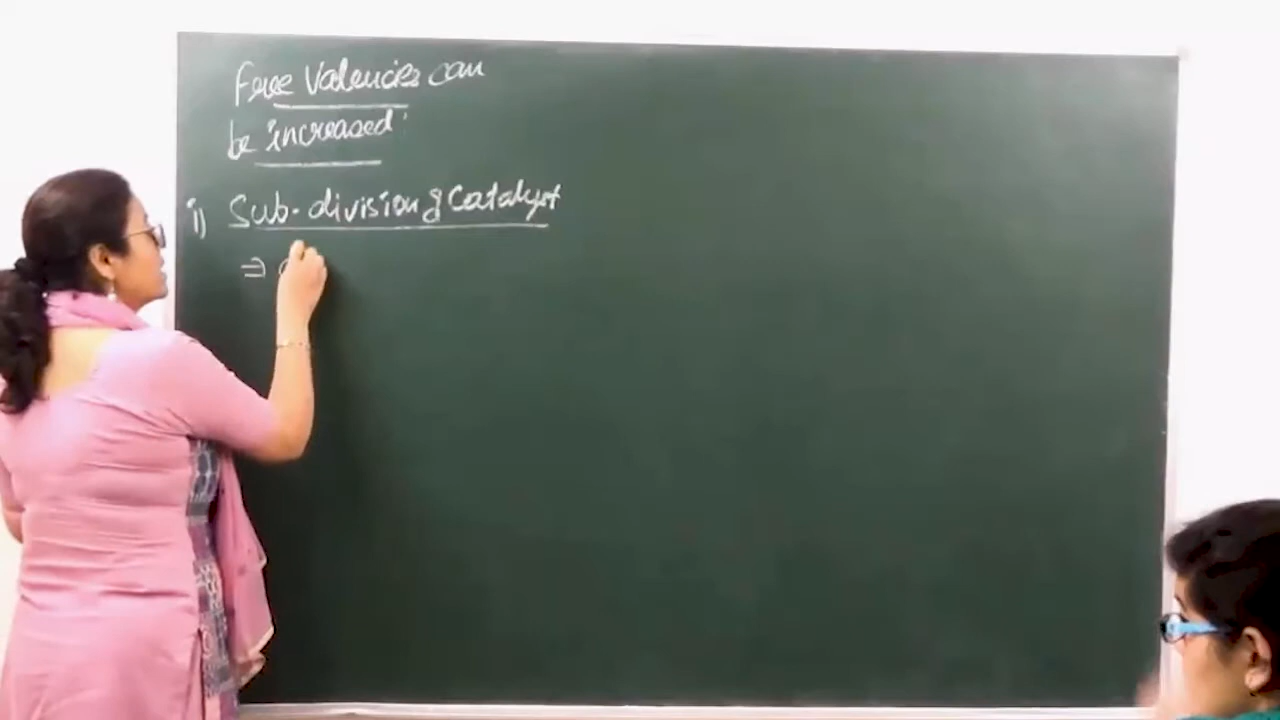 Free Valencies can
be increased:
i) Sub-division of Catalyst
⇒